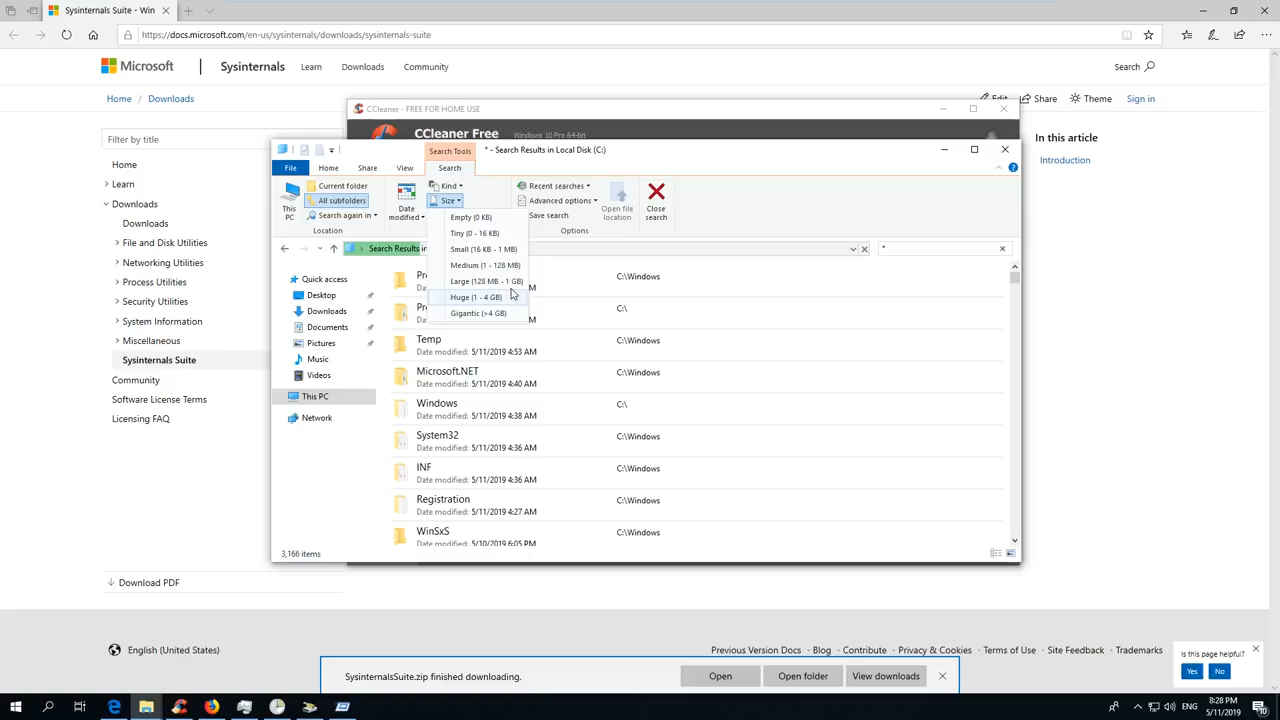 Sysinternals Suite - Win
https://docs.microsoft.com/en-us/sysinternals/downloads/sysinternals-suite
Microsoft
Sysinternals
Learn
Downloads
Community
Search
Home
Downloads
Edit
Share
Theme
Sign in
Filter by title
Home
Learn
Downloads
Downloads
File and Disk Utilities
Networking Utilities
Process Utilities
Security Utilities
System Information
Miscellaneous
Sysinternals Suite
Community
Software License Terms
Licensing FAQ
Download PDF
In this article
Introduction
CCleaner - FREE FOR HOME USE
CCleaner Free
Windows 10 Pro 64-bit
Search Tools
* - Search Results in Local Disk (C:)
File
Home
Share
View
Search
This PC
Current folder
All subfolders
Search again in
Location
Date modified
Kind
Size
Recent searches
Advanced options
Save search
Options
Open file location
Close search
Empty (0 KB)
Tiny (0 - 16 KB)
Small (16 KB - 1 MB)
Medium (1 - 128 MB)
Large (128 MB - 1 GB)
Huge (1 - 4 GB)
Gigantic (>4 GB)
Search Results in
*
Quick access
Desktop
Downloads
Documents
Pictures
Music
Videos
This PC
Network
C:\Windows
C:\
Temp
Date modified: 5/11/2019 4:53 AM
C:\Windows
Microsoft.NET
Date modified: 5/11/2019 4:40 AM
C:\Windows
Windows
Date modified: 5/11/2019 4:38 AM
C:\
System32
Date modified: 5/11/2019 4:36 AM
C:\Windows
INF
Date modified: 5/11/2019 4:36 AM
C:\Windows
Registration
Date modified: 5/11/2019 4:27 AM
C:\Windows
WinSxS
Date modified: 5/10/2019 6:05 PM
C:\Windows
3,166 items
English (United States)
Previous Version Docs
Blog
Contribute
Privacy & Cookies
Terms of Use
Site Feedback
Trademarks
Is this page helpful?
Yes
No
SysinternalsSuite.zip finished downloading.
Open
Open folder
View downloads
ENG
8:28 PM
5/11/2019
10